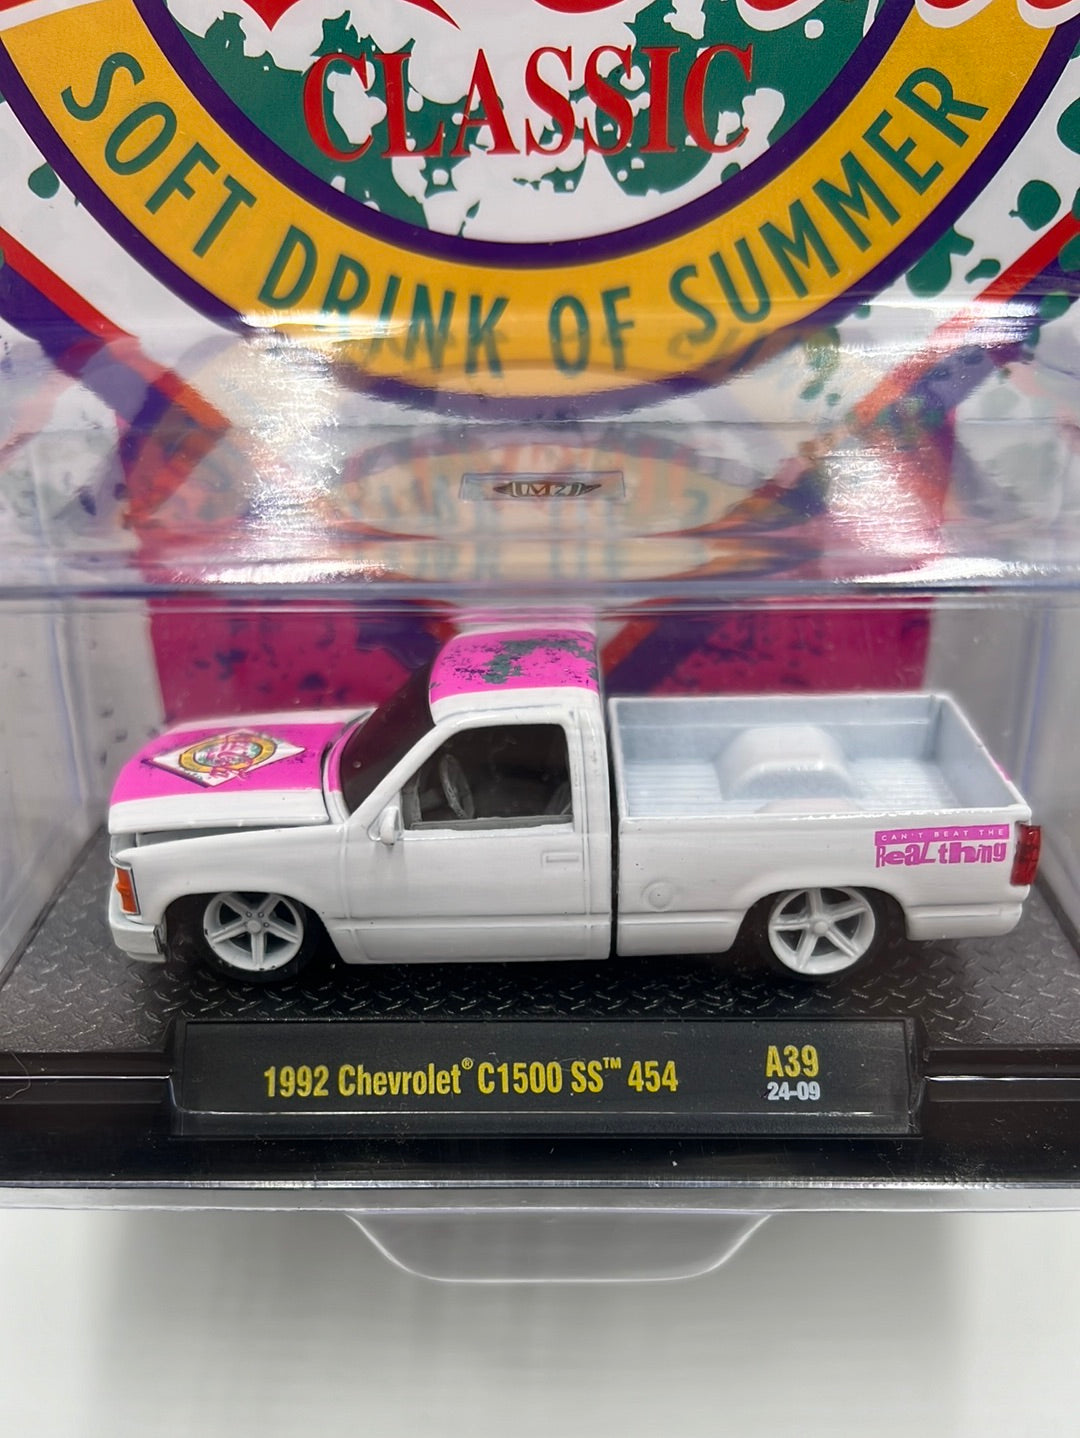 CLASSIC
SOFT DRINK OF SUMMER
M2
CAN'T BEAT THE
Real thing
1992 Chevrolet® C1500 SS™ 454
A39
24-09